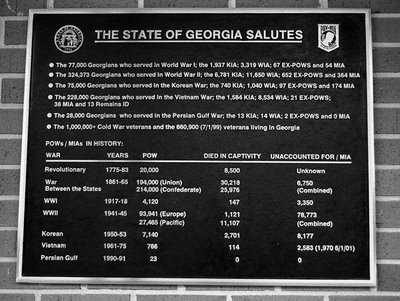 THE STATE OF GEORGIA SALUTES
POW★MIA
● The 77,000 Georgians who served in World War I; the 1,937 KIA; 3,319 WIA; 67 EX-POWS and 54 MIA
● The 324,373 Georgians who served in World War II; the 6,781 KIA; 11,650 WIA; 652 EX-POWS and 364 MIA
● The 75,000 Georgians who served in the Korean War; the 740 KIA; 1,040 WIA; 97 EX-POWS and 174 MIA
● The 228,000 Georgians who served in the Vietnam War; the 1,584 KIA; 8,534 WIA; 21 EX-POWS;
38 MIA and 13 Remains ID
● The 28,000 Georgians who served in the Persian Gulf War; the 13 KIA; 14 WIA; 2 EX-POWS and 0 MIA
● The 1,000,000+ Cold War veterans and the 660,900 (7/1/99) veterans living in Georgia
POWs / MIAs IN HISTORY:
WAR YEARS POW DIED IN CAPTIVITY UNACCOUNTED FOR / MIA
Revolutionary 1775-83 20,000 8,500 Unknown
War 1861-65 194,000 (Union) 30,218 6,750
Between the States 214,000 (Confederate) 25,976 (Combined)
WWI 1917-18 4,120 147 3,350
WWII 1941-45 93,941 (Europe) 1,121 78,773
27,465 (Pacific) 11,107 (Combined)
Korean 1950-53 7,140 2,701 8,177
Vietnam 1961-75 766 114 2,583 (1,970 6/1/01)
Persian Gulf 1990-91 23 0 0